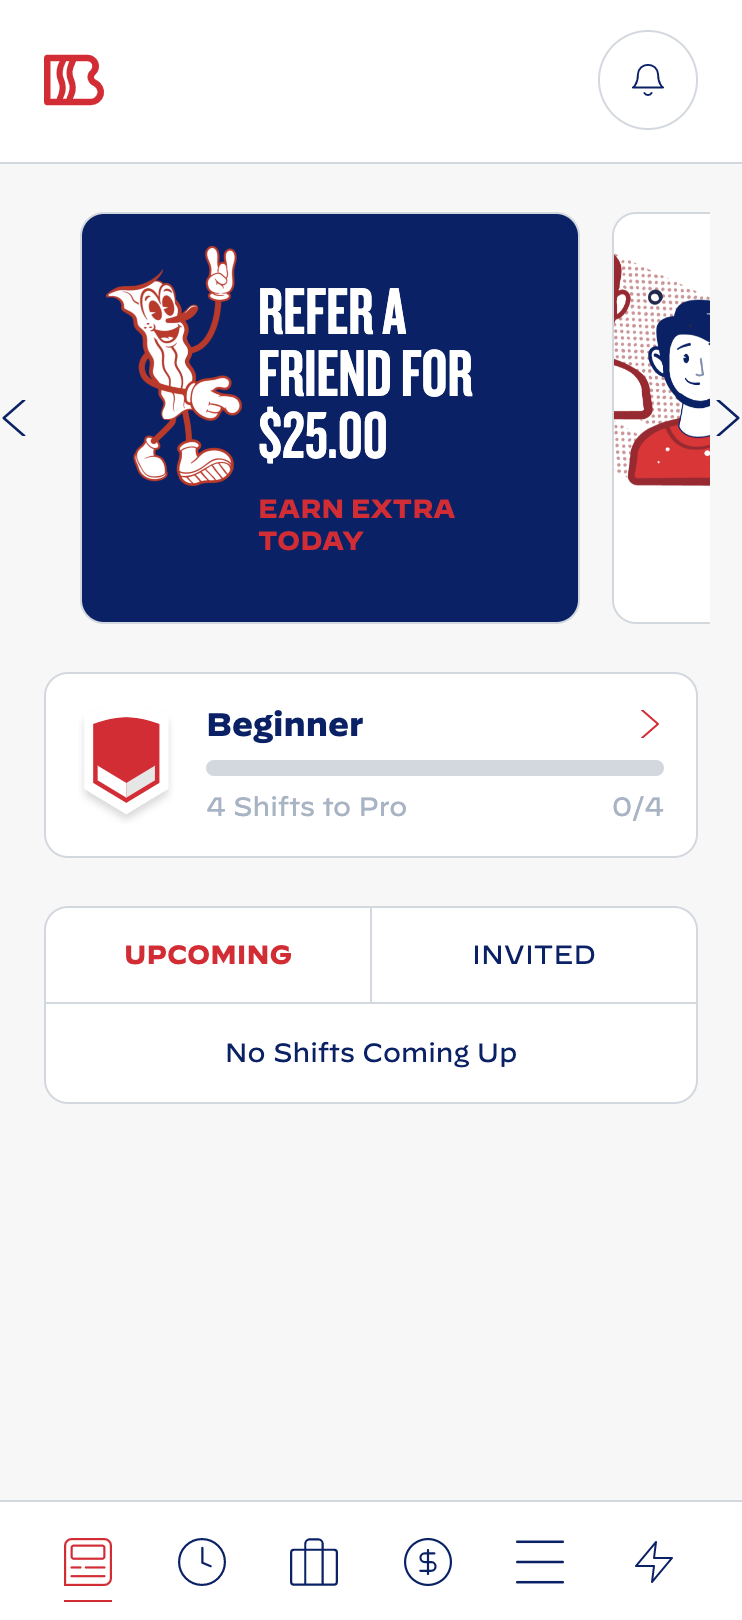 REFER A
FRIEND FOR
$25.00
EARN EXTRA
TODAY
Beginner
4 Shifts to Pro 0/4
UPCOMING INVITED
No Shifts Coming Up